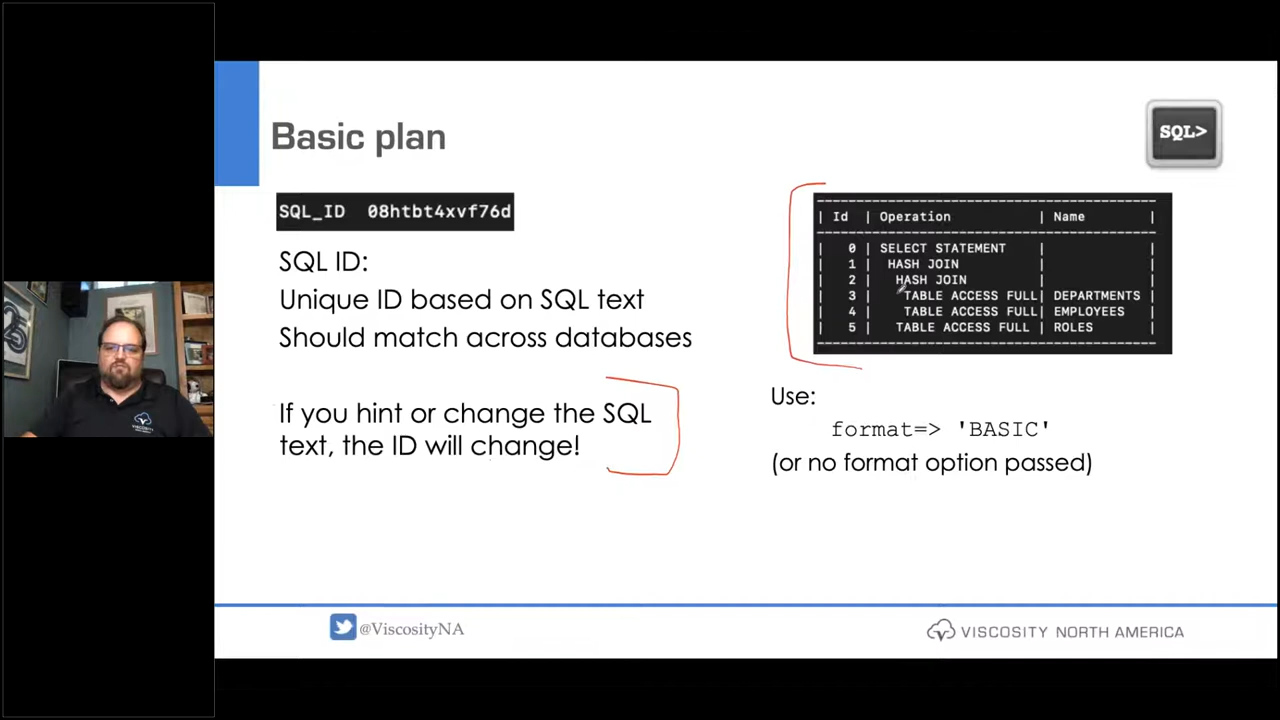 Basic plan
SQL>
SQL_ID 08htbt4xvf76d
SQL ID:
Unique ID based on SQL text
Should match across databases
If you hint or change the SQL
text, the ID will change!
| Id | Operation | Name |
| 0 | SELECT STATEMENT | |
| 1 | HASH JOIN | |
| 2 | HASH JOIN | |
| 3 | TABLE ACCESS FULL| DEPARTMENTS |
| 4 | TABLE ACCESS FULL| EMPLOYEES |
| 5 | TABLE ACCESS FULL | ROLES |
Use:
format=> 'BASIC'
(or no format option passed)
@ViscosityNA
VISCOSITY NORTH AMERICA